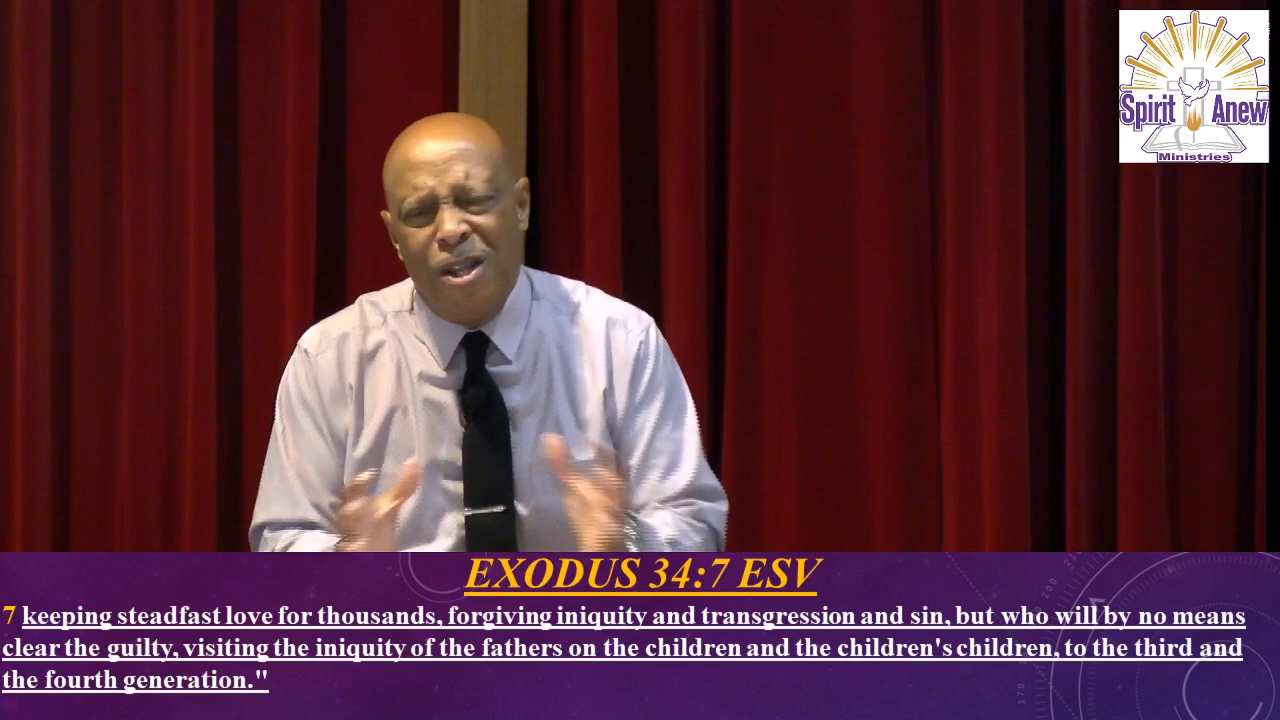 Spirit Anew
Ministries
EXODUS 34:7 ESV
7 keeping steadfast love for thousands, forgiving iniquity and transgression and sin, but who will by no means
clear the guilty, visiting the iniquity of the fathers on the children and the children's children, to the third and
the fourth generation."